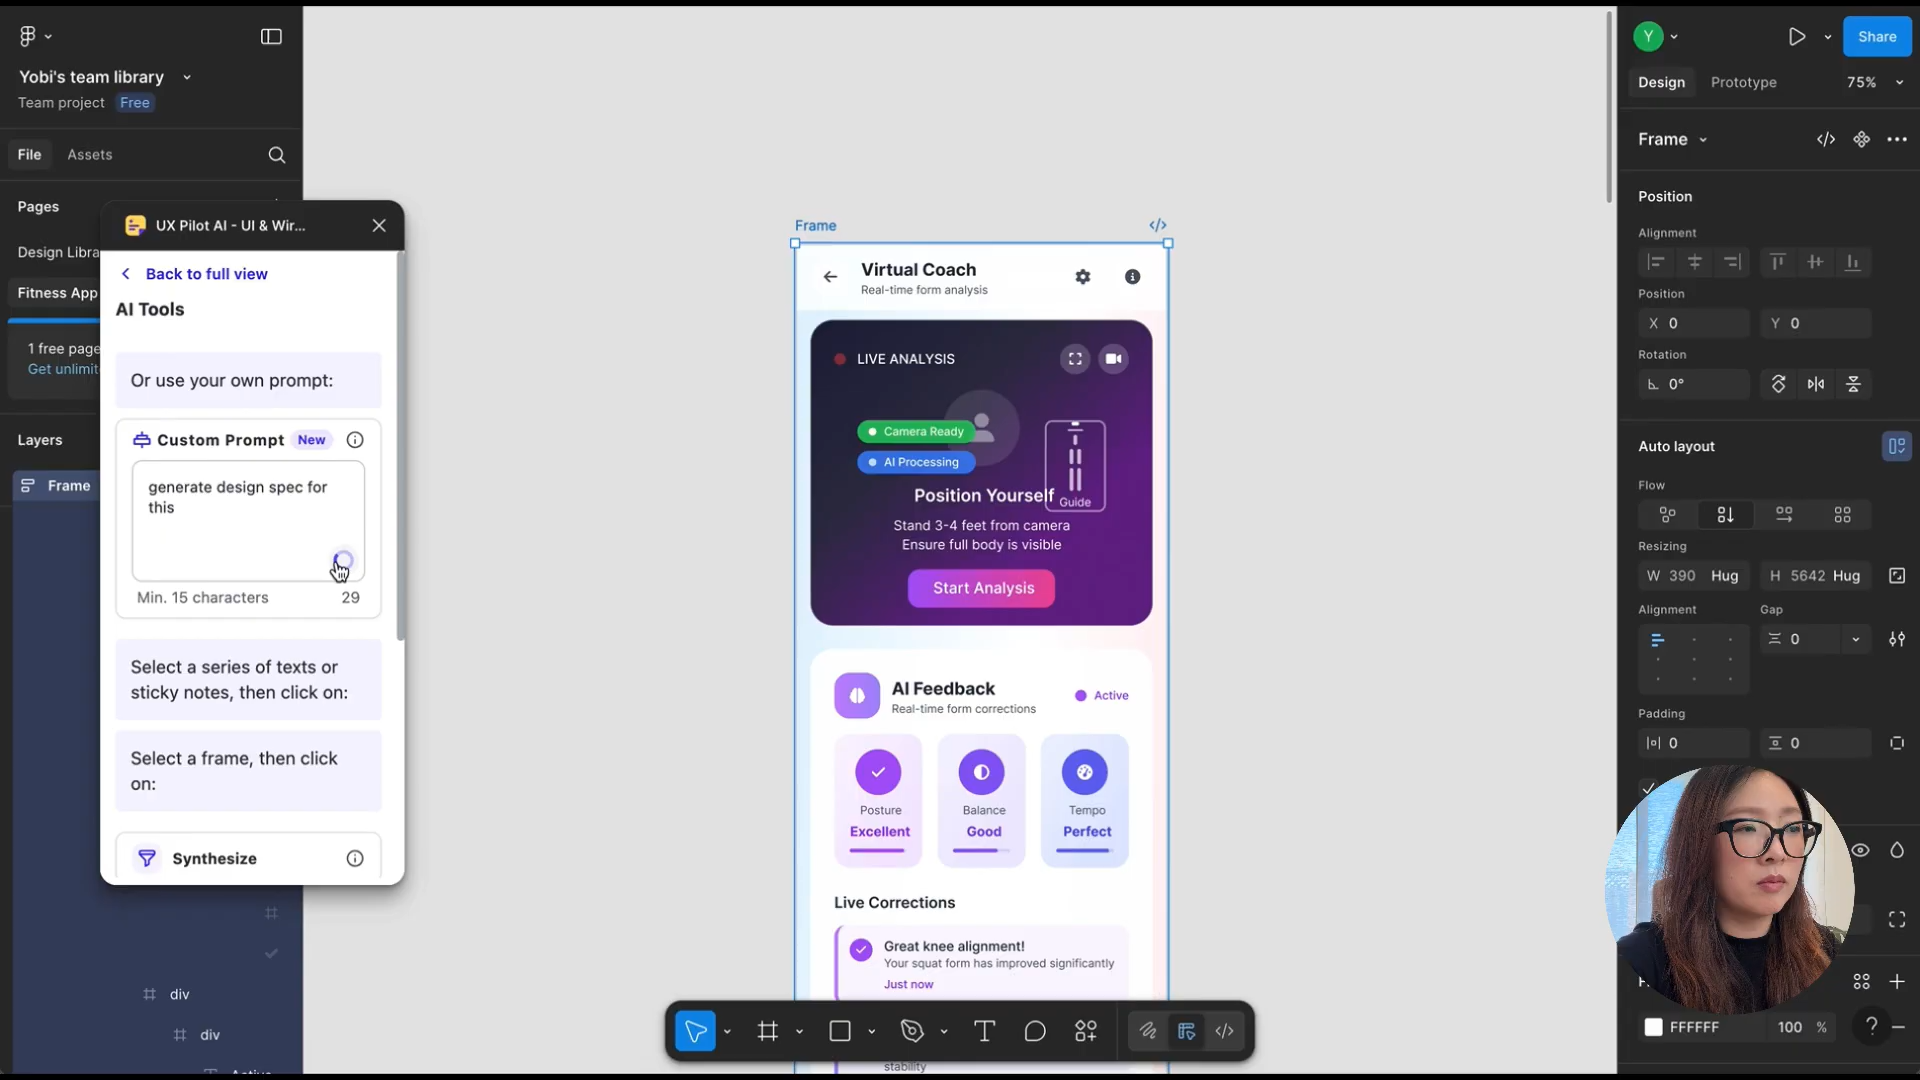 Yobi's team library
Team project Free
File Assets
Pages
Design Libra
Fitness App
1 free page
Get unlimit
Layers
Frame
div
div
UX Pilot AI - UI & Wir...
Back to full view
AI Tools
Or use your own prompt:
Custom Prompt New
generate design spec for
this
Min. 15 characters 29
Select a series of texts or
sticky notes, then click on:
Select a frame, then click
on:
Synthesize
Frame
Virtual Coach
Real-time form analysis
LIVE ANALYSIS
Camera Ready
AI Processing
Guide
Position Yourself
Stand 3-4 feet from camera
Ensure full body is visible
Start Analysis
AI Feedback
Real-time form corrections
Active
Posture
Excellent
Balance
Good
Tempo
Perfect
Live Corrections
Great knee alignment!
Your squat form has improved significantly
Just now
stability
Y
Share
Design Prototype 75%
Frame
Position
Alignment
Position
X 0 Y 0
Rotation
0°
Auto layout
Flow
Resizing
W 390 Hug H 5642 Hug
Alignment Gap
0
Padding
0 0
FFFFFF 100 %
?